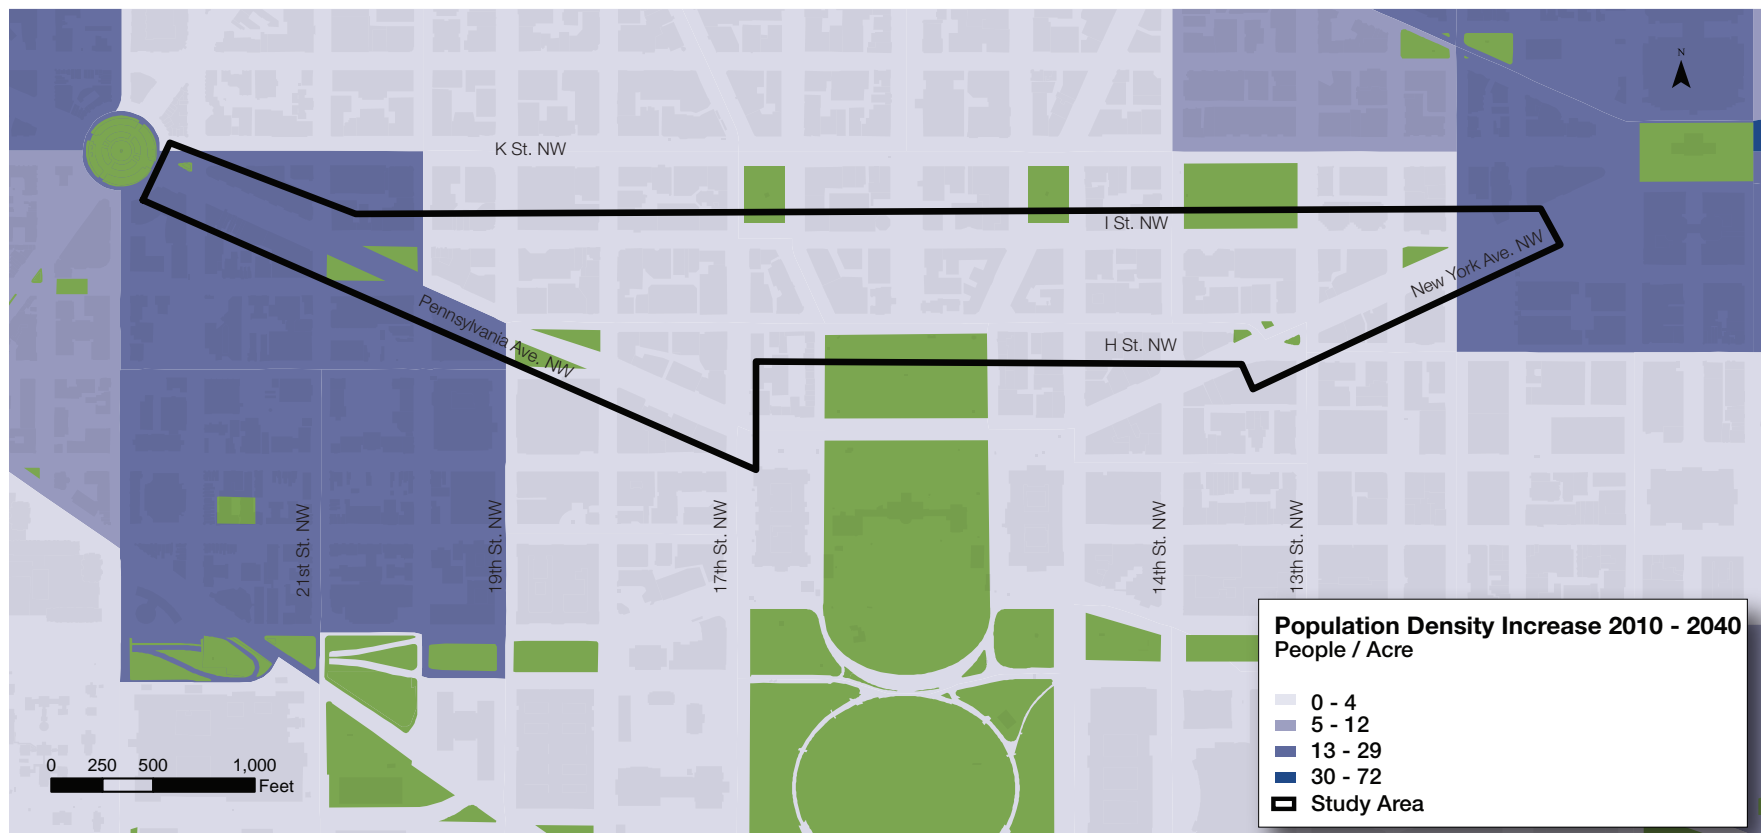 N
K St. NW
I St. NW
New York Ave. NW
Pennsylvania Ave. NW
H St. NW
21st St. NW
19th St. NW
17th St. NW
14th St. NW
13th St. NW
Population Density Increase 2010 - 2040
People / Acre
0 - 4
5 - 12
13 - 29
30 - 72
Study Area
0 250 500 1,000
Feet